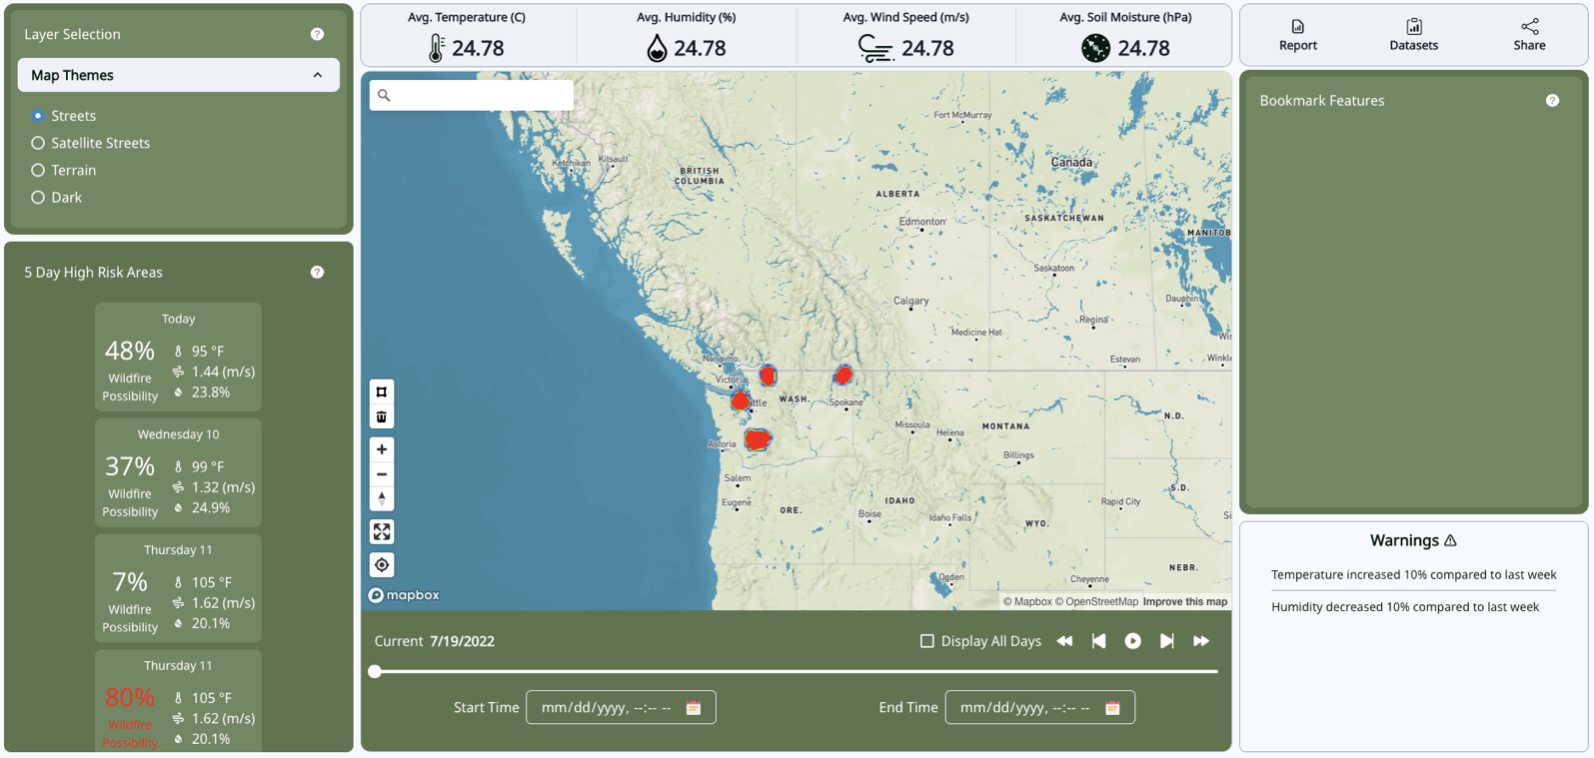 Layer Selection
?
Map Themes
Streets
Satellite Streets
Terrain
Dark
5 Day High Risk Areas
?
Today
48%
Wildfire
Possibility
95 °F
1.44 (m/s)
23.8%
Wednesday 10
37%
Wildfire
Possibility
99 °F
1.32 (m/s)
24.9%
Thursday 11
7%
Wildfire
Possibility
105 °F
1.62 (m/s)
20.1%
Thursday 11
80%
Wildfire
Possibility
105 °F
1.62 (m/s)
20.1%
Avg. Temperature (C)
24.78
Avg. Humidity (%)
24.78
Avg. Wind Speed (m/s)
24.78
Avg. Soil Moisture (hPa)
24.78
Fort McMurray
Ketchikan
Kitsault
Canada
BRITISH
COLUMBIA
ALBERTA
Edmonton
SASKATCHEWAN
MANITOB
Saskatoon
Calgary
Dauphin
Regina
Medicine Hat
Wi
Nanaimo
Estevan
Winkl
Victoria
ttle
WASH.
Spokane
N.D.
Missoula
Helena
MONTANA
Astoria
Billings
Salem
S.D.
Eugene
IDAHO
Rapid City
ORE.
Boise
Idaho Falls
Si
WYO.
NEBR.
Ogden
Cheyenne
mapbox
© Mapbox © OpenStreetMap Improve this map
Current 7/19/2022
Display All Days
Start Time
mm/dd/yyyy, --:-- --
End Time
mm/dd/yyyy, --:-- --
Report
Datasets
Share
Bookmark Features
?
Warnings
Temperature increased 10% compared to last week
Humidity decreased 10% compared to last week